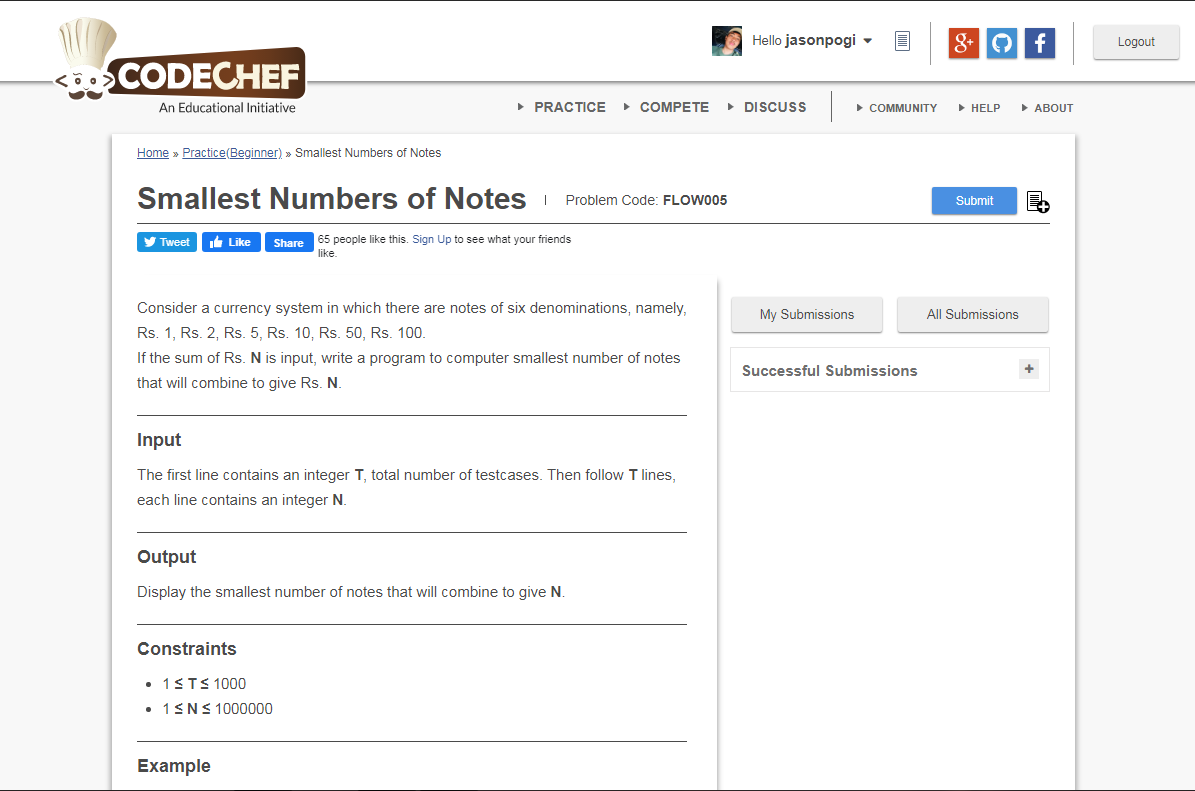 Hello jasonpogi
Logout
CODECHEF
An Educational Initiative
PRACTICE COMPETE DISCUSS COMMUNITY HELP ABOUT
Home » Practice(Beginner) » Smallest Numbers of Notes
Smallest Numbers of Notes
Problem Code: FLOW005
Submit
Tweet Like Share 65 people like this. Sign Up to see what your friends
like.
Consider a currency system in which there are notes of six denominations, namely,
Rs. 1, Rs. 2, Rs. 5, Rs. 10, Rs. 50, Rs. 100.
If the sum of Rs. N is input, write a program to computer smallest number of notes
that will combine to give Rs. N.
Input
The first line contains an integer T, total number of testcases. Then follow T lines,
each line contains an integer N.
Output
Display the smallest number of notes that will combine to give N.
Constraints
1 ≤ T ≤ 1000
1 ≤ N ≤ 1000000
Example
My Submissions
All Submissions
Successful Submissions +